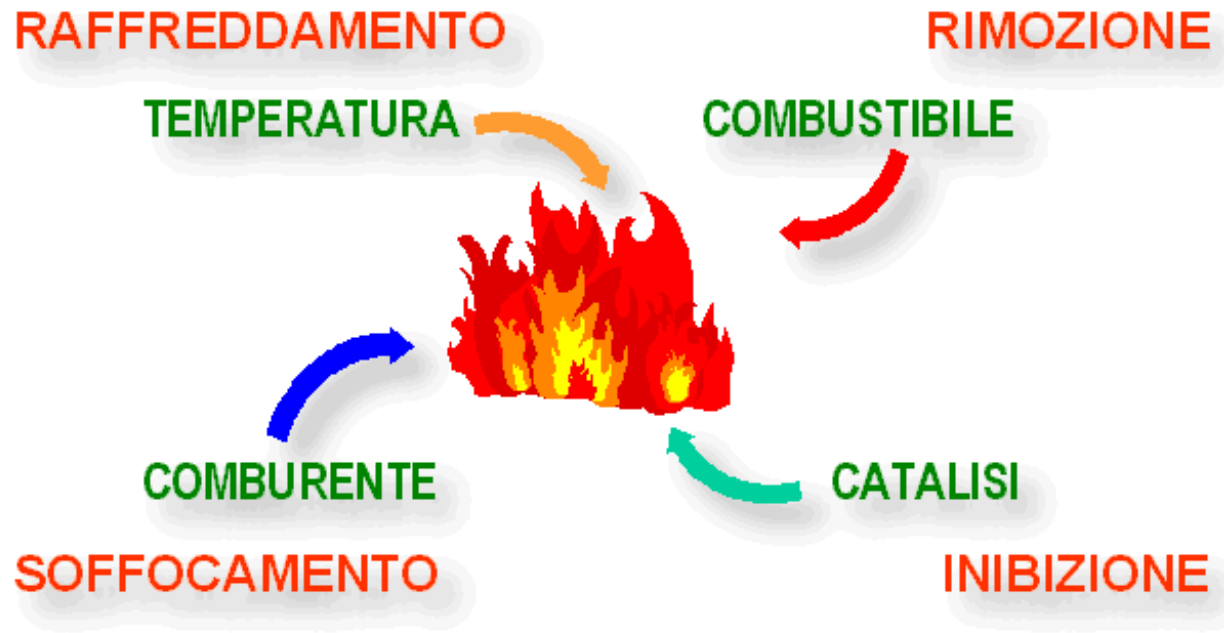 RAFFREDDAMENTO
RIMOZIONE
TEMPERATURA
COMBUSTIBILE
COMBURENTE
CATALISI
SOFFOCAMENTO
INIBIZIONE